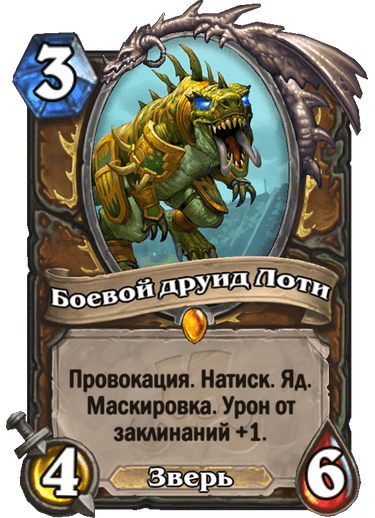 3
Боевой друид Лоти
Провокация. Натиск. Яд.
Маскировка. Урон от
заклинаний +1.
4
Зверь
6